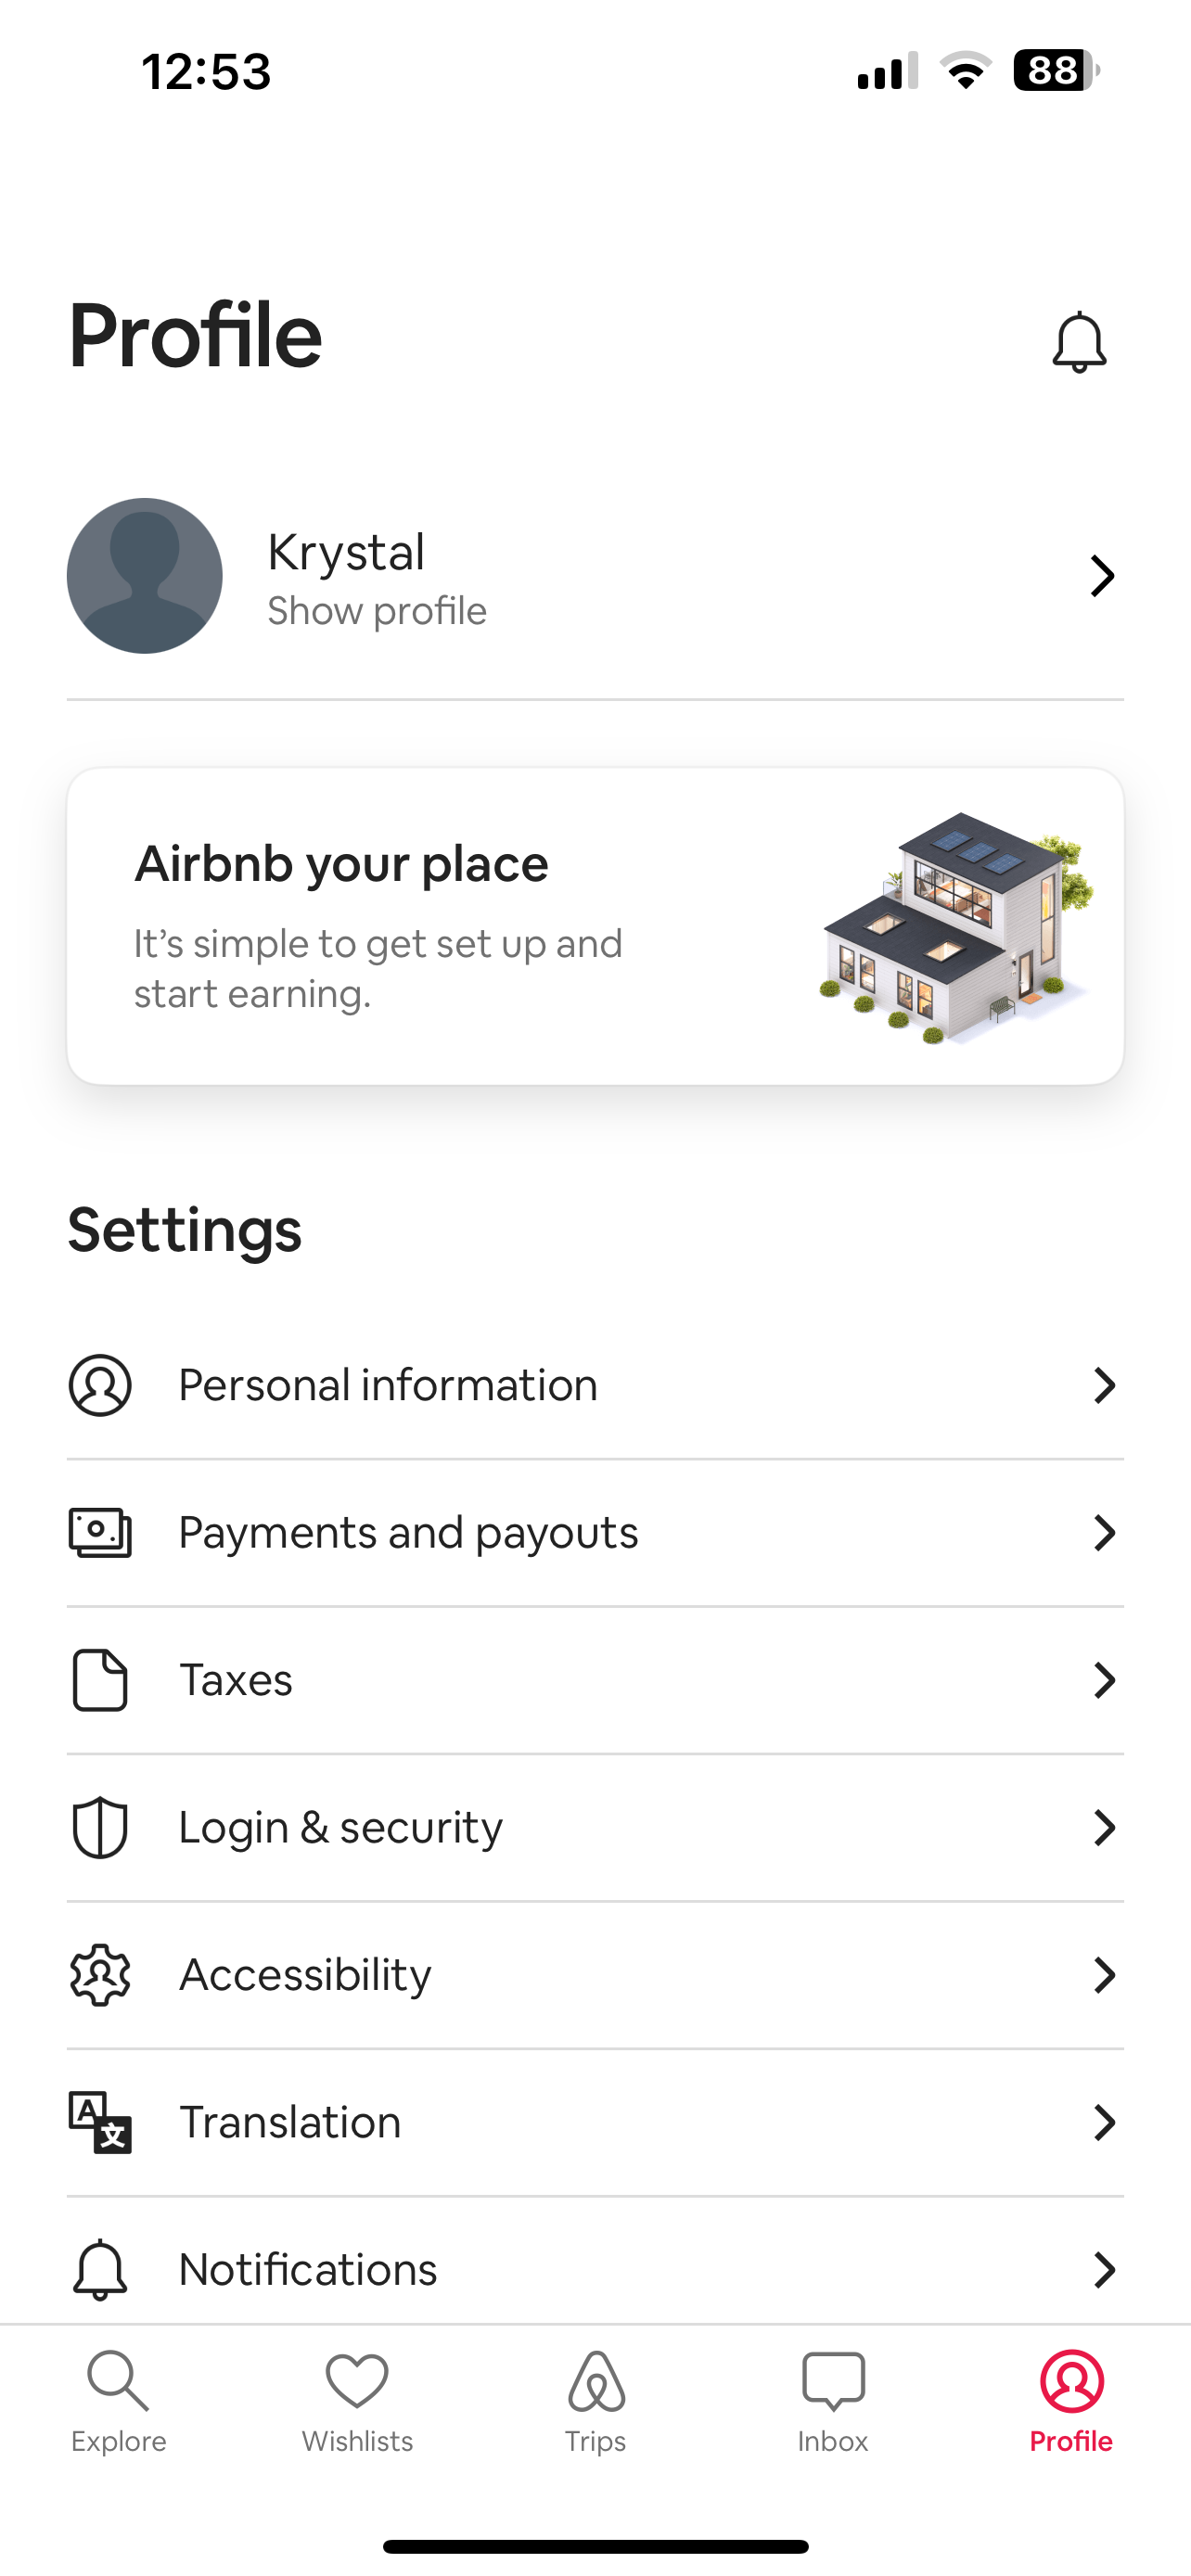 12:53
88
Profile
Krystal
Show profile
Airbnb your place
It’s simple to get set up and
start earning.
Settings
Personal information
Payments and payouts
Taxes
Login & security
Accessibility
A
文
Translation
Notifications
Explore
Wishlists
Trips
Inbox
Profile